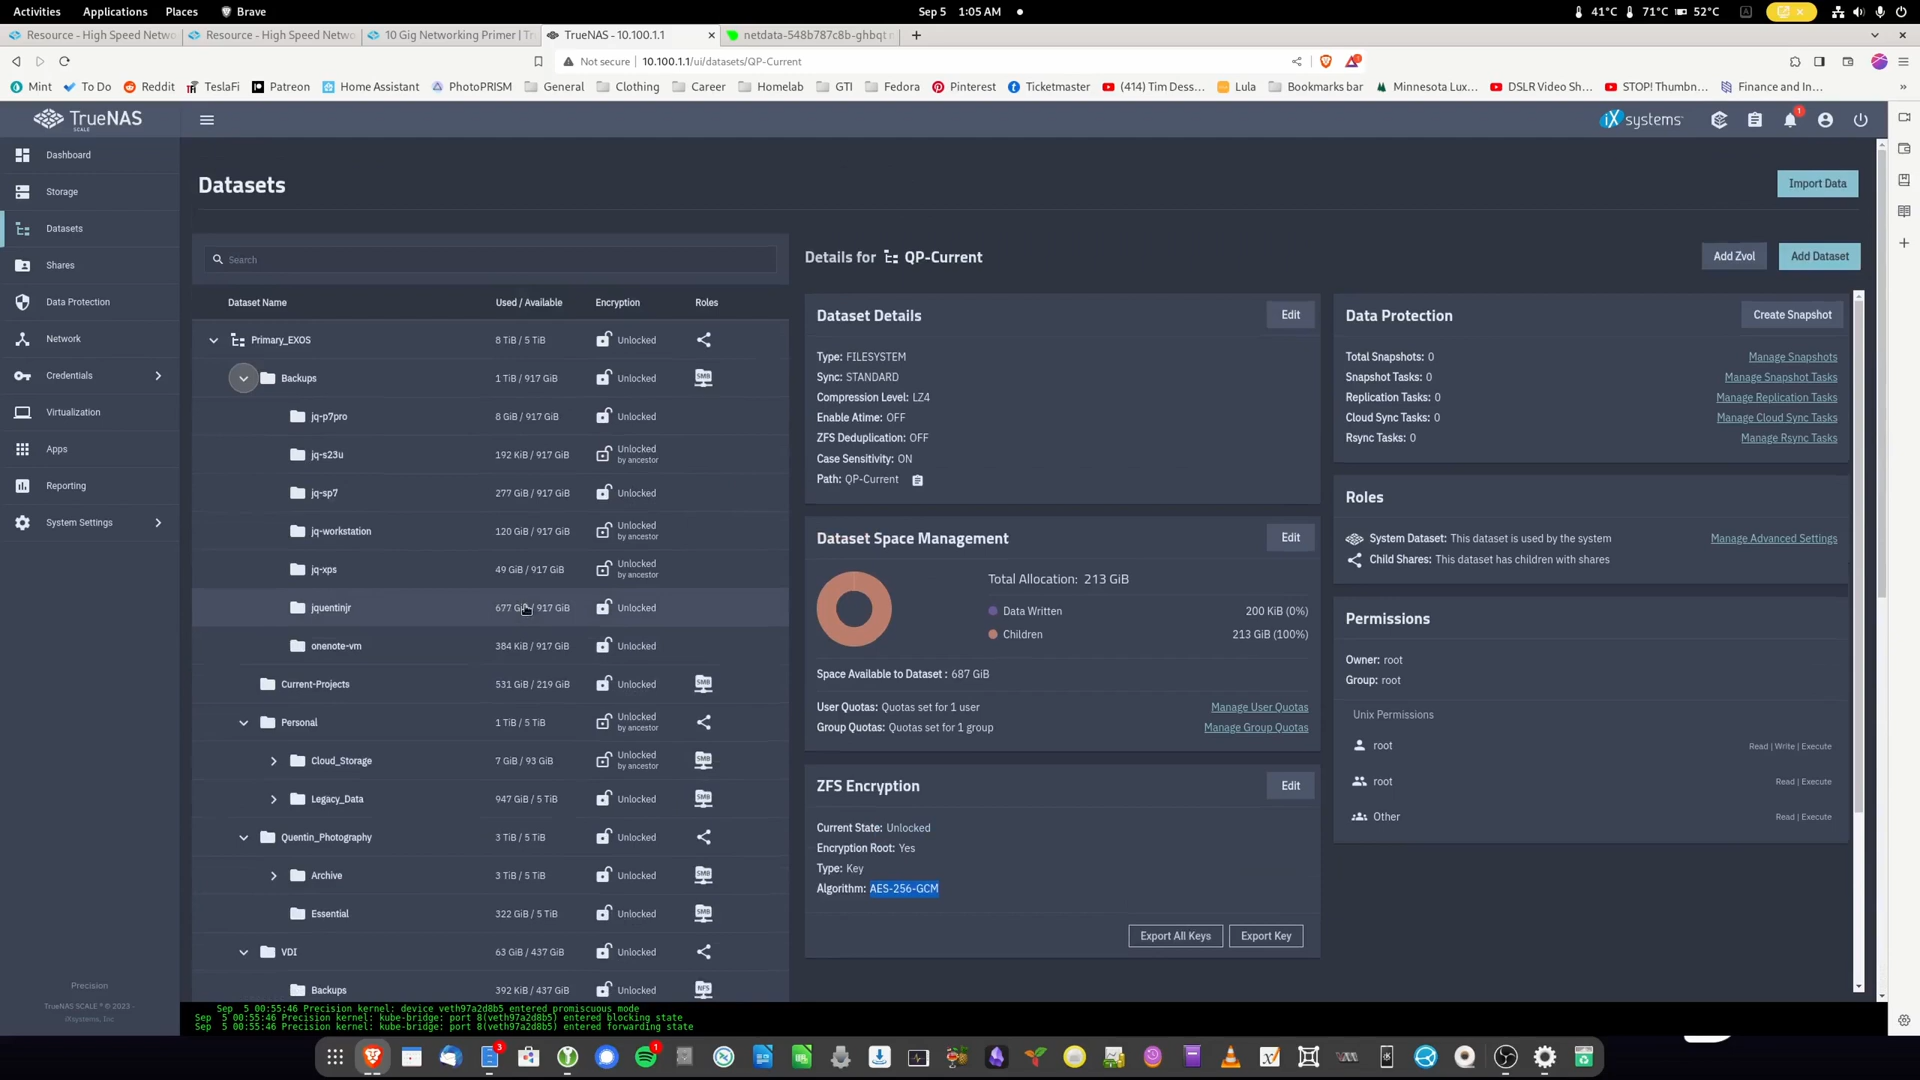 Activities Applications Places Brave Sep 5 1:05 AM 41°C 71°C 52°C A
Resource - High Speed Netwo Resource - High Speed Netwo 10 Gig Networking Primer | Tr TrueNAS - 10.100.1.1 netdata-548b787c8b-ghbqt n
Not secure 10.100.1.1/ui/datasets/QP-Current
Mint To Do Reddit TeslaFi Patreon Home Assistant PhotoPRISM General Clothing Career Homelab GTI Fedora Pinterest Ticketmaster (414) Tim Dess... Lula Bookmarks bar Minnesota Lux... DSLR Video Sh... STOP! Thumbn... Finance and In... »
TrueNAS SCALE iXsystems 1
Dashboard
Storage
Datasets
Shares
Data Protection
Network
Credentials
Virtualization
Apps
Reporting
System Settings
Precision
TrueNAS SCALE ® © 2023 -
iXsystems, Inc
Datasets Import Data
Search
Dataset Name Used / Available Encryption Roles
Primary_EXOS 8 TiB / 5 TiB Unlocked
Backups 1 TiB / 917 GiB Unlocked SMB
jq-p7pro 8 GiB / 917 GiB Unlocked
jq-s23u 192 KiB / 917 GiB Unlocked by ancestor
jq-sp7 277 GiB / 917 GiB Unlocked
jq-workstation 120 GiB / 917 GiB Unlocked by ancestor
jq-xps 49 GiB / 917 GiB Unlocked by ancestor
jquentinjr 677 / 917 GiB Unlocked
onenote-vm 384 KiB / 917 GiB Unlocked
Current-Projects 531 GiB / 219 GiB Unlocked SMB
Personal 1 TiB / 5 TiB Unlocked by ancestor
Cloud_Storage 7 GiB / 93 GiB Unlocked by ancestor SMB
Legacy_Data 947 GiB / 5 TiB Unlocked SMB
Quentin_Photography 3 TiB / 5 TiB Unlocked
Archive 3 TiB / 5 TiB Unlocked SMB
Essential 322 GiB / 5 TiB Unlocked SMB
VDI 63 GiB / 437 GiB Unlocked
Backups 392 KiB / 437 GiB Unlocked NFS
Details for QP-Current Add Zvol Add Dataset
Dataset Details Edit
Type: FILESYSTEM
Sync: STANDARD
Compression Level: LZ4
Enable Atime: OFF
ZFS Deduplication: OFF
Case Sensitivity: ON
Path: QP-Current
Dataset Space Management Edit
Total Allocation: 213 GiB
Data Written 200 KiB (0%)
Children 213 GiB (100%)
Space Available to Dataset : 687 GiB
User Quotas: Quotas set for 1 user Manage User Quotas
Group Quotas: Quotas set for 1 group Manage Group Quotas
ZFS Encryption Edit
Current State: Unlocked
Encryption Root: Yes
Type: Key
Algorithm: AES-256-GCM
Export All Keys Export Key
Data Protection Create Snapshot
Total Snapshots: 0 Manage Snapshots
Snapshot Tasks: 0 Manage Snapshot Tasks
Replication Tasks: 0 Manage Replication Tasks
Cloud Sync Tasks: 0 Manage Cloud Sync Tasks
Rsync Tasks: 0 Manage Rsync Tasks
Roles
System Dataset: This dataset is used by the system Manage Advanced Settings
Child Shares: This dataset has children with shares
Permissions
Owner: root
Group: root
Unix Permissions
root Read | Write | Execute
root Read | Execute
Other Read | Execute
Sep 5 00:55:46 Precision kernel: device veth97a2d8b5 entered promiscuous mode
Sep 5 00:55:46 Precision kernel: kube-bridge: port 8(veth97a2d8b5) entered blocking state
Sep 5 00:55:46 Precision kernel: kube-bridge: port 8(veth97a2d8b5) entered forwarding state
3 1